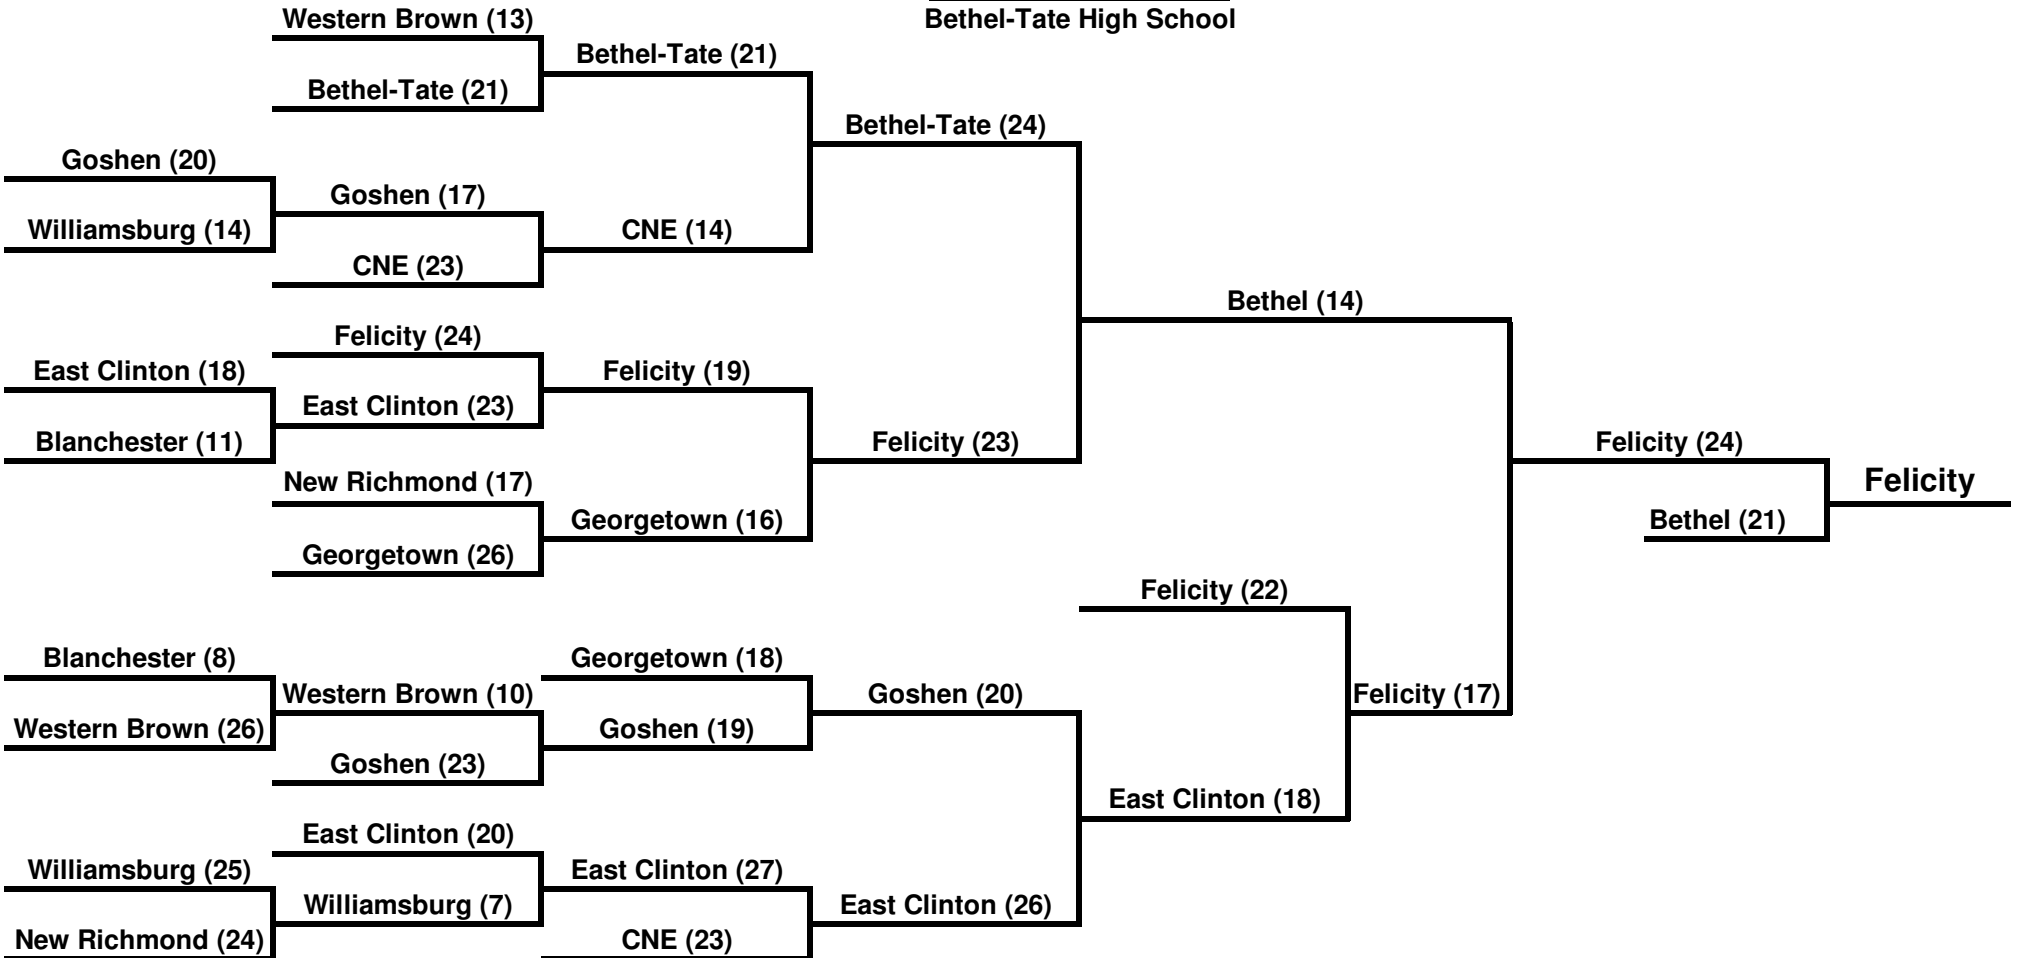 Western Brown (13)
Bethel-Tate High School
Bethel-Tate (21)
Bethel-Tate (21)
Bethel-Tate (24)
Goshen (20)
Goshen (17)
Williamsburg (14)
CNE (14)
CNE (23)
Bethel (14)
Felicity (24)
East Clinton (18)
Felicity (19)
East Clinton (23)
Blanchester (11)
Felicity (23)
Felicity (24)
New Richmond (17)
Felicity
Georgetown (16)
Bethel (21)
Georgetown (26)
Felicity (22)
Blanchester (8)
Georgetown (18)
Western Brown (10)
Goshen (20)
Felicity (17)
Western Brown (26)
Goshen (19)
Goshen (23)
East Clinton (18)
East Clinton (20)
Williamsburg (25)
East Clinton (27)
Williamsburg (7)
East Clinton (26)
New Richmond (24)
CNE (23)